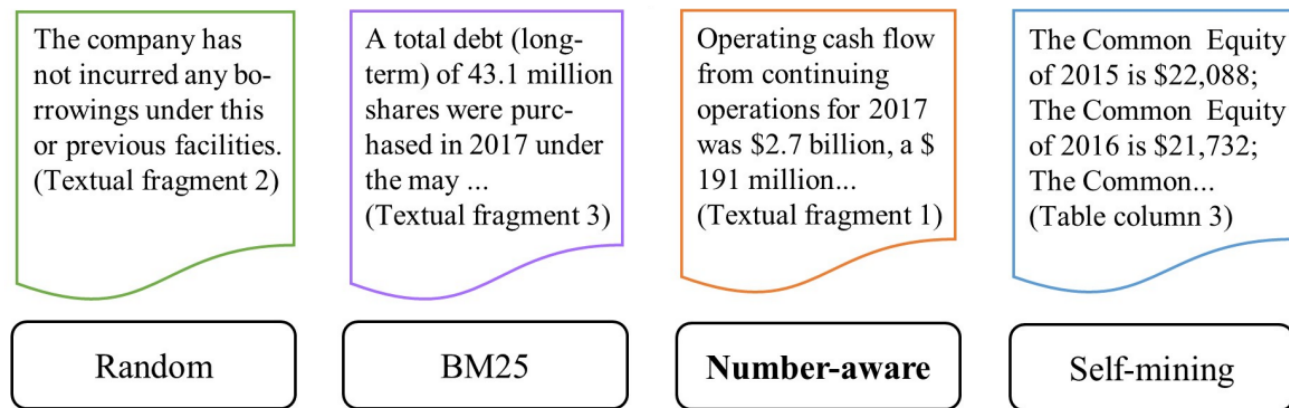 The company has
not incurred any bo-
rrowings under this
or previous facilities.
(Textual fragment 2)
A total debt (long-
term) of 43.1 million
shares were purc-
hased in 2017 under
the may ...
(Textual fragment 3)
Operating cash flow
from continuing
operations for 2017
was $2.7 billion, a $
191 million...
(Textual fragment 1)
The Common Equity
of 2015 is $22,088;
The Common Equity
of 2016 is $21,732;
The Common...
(Table column 3)
Random
BM25
Number-aware
Self-mining